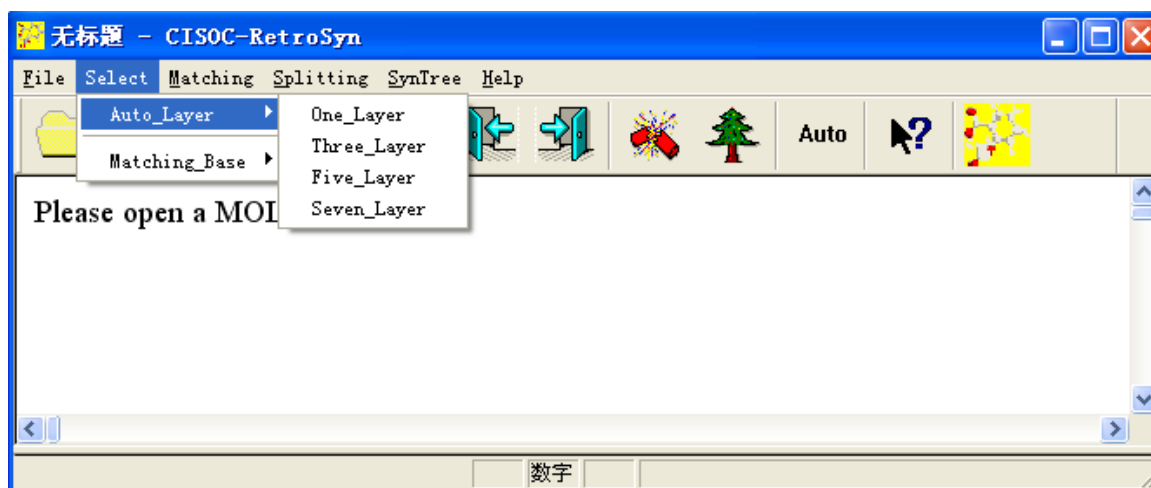 无标题 - CISOC-RetroSyn
File Select Matching Splitting SynTree Help
Auto_Layer
Matching_Base
One_Layer
Three_Layer
Five_Layer
Seven_Layer
Auto
?
Please open a MOL
数字